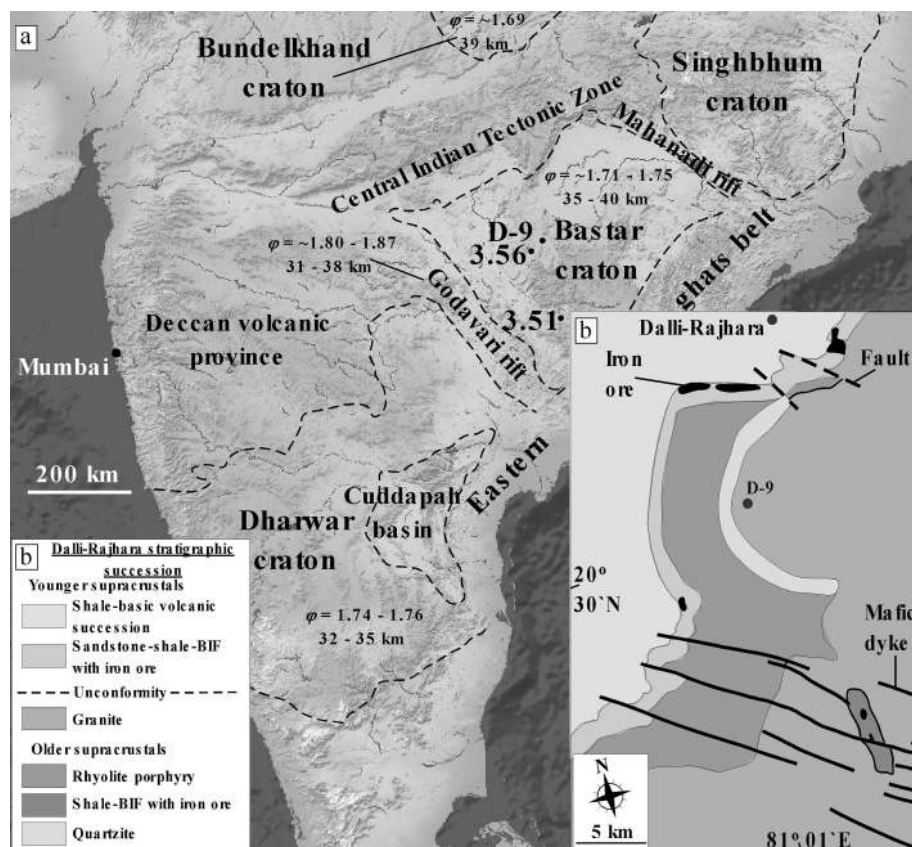 a
φ = ~1.69
39 km
Bundelkhand
craton
Singhbhum
craton
Central Indian Tectonic Zone
Mahanadi rift
φ = ~1.71 - 1.75
35 - 40 km
D-9
3.56
Bastar
craton
φ = ~1.80 - 1.87
31 - 38 km
Godavari rift
3.51
Eastern ghats belt
Deccan volcanic
province
Mumbai
200 km
Cuddapah
basin
Dharwar
craton
φ = 1.74 - 1.76
32 - 35 km
b
Dalli-Rajhara
Iron
ore
Fault
D-9
20º
30`N
Mafic
dyke
N
5 km
81º, 01`E
b
Dalli-Rajhara stratigraphic
succession
Younger supracrustals
Shale-basic volcanic
succession
Sandstone-shale-BIF
with iron ore
Unconformity
Granite
Older supracrustals
Rhyolite porphyry
Shale-BIF with iron ore
Quartzite